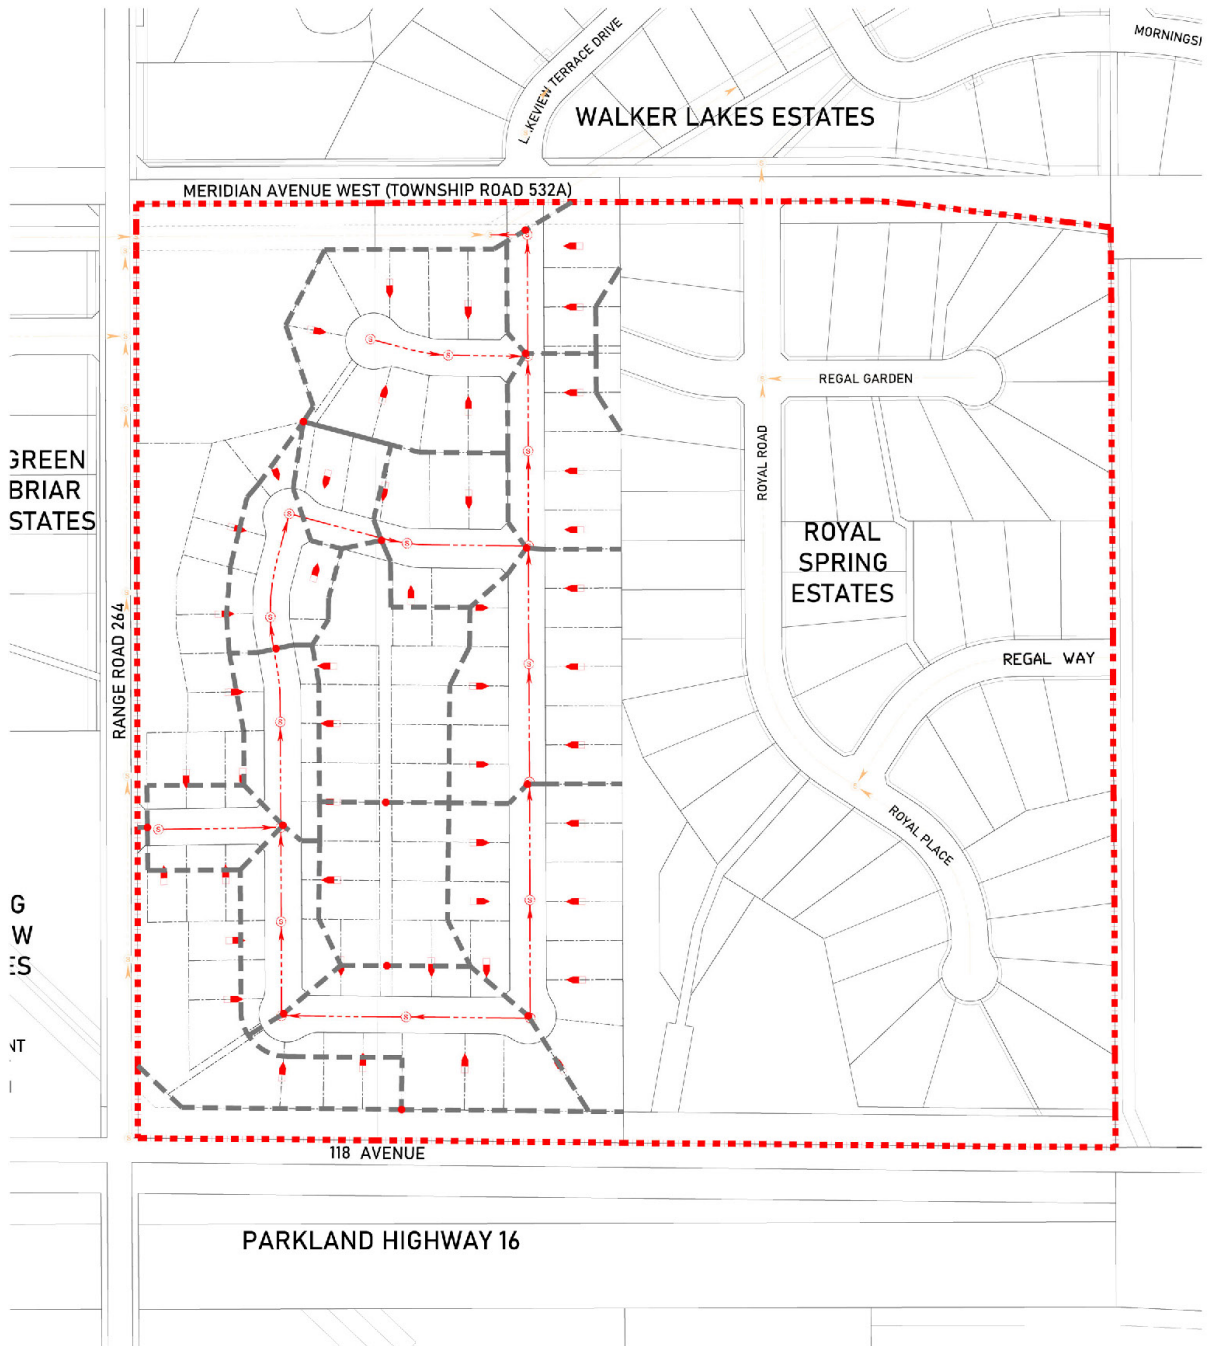 LAKEVIEW TERRACE DRIVE
MORNINGSI
WALKER LAKES ESTATES
MERIDIAN AVENUE WEST (TOWNSHIP ROAD 532A)
REGAL GARDEN
ROYAL ROAD
GREEN
BRIAR
STATES
ROYAL
SPRING
ESTATES
RANGE ROAD 264
REGAL WAY
ROYAL PLACE
G
W
ES
NT
118 AVENUE
PARKLAND HIGHWAY 16